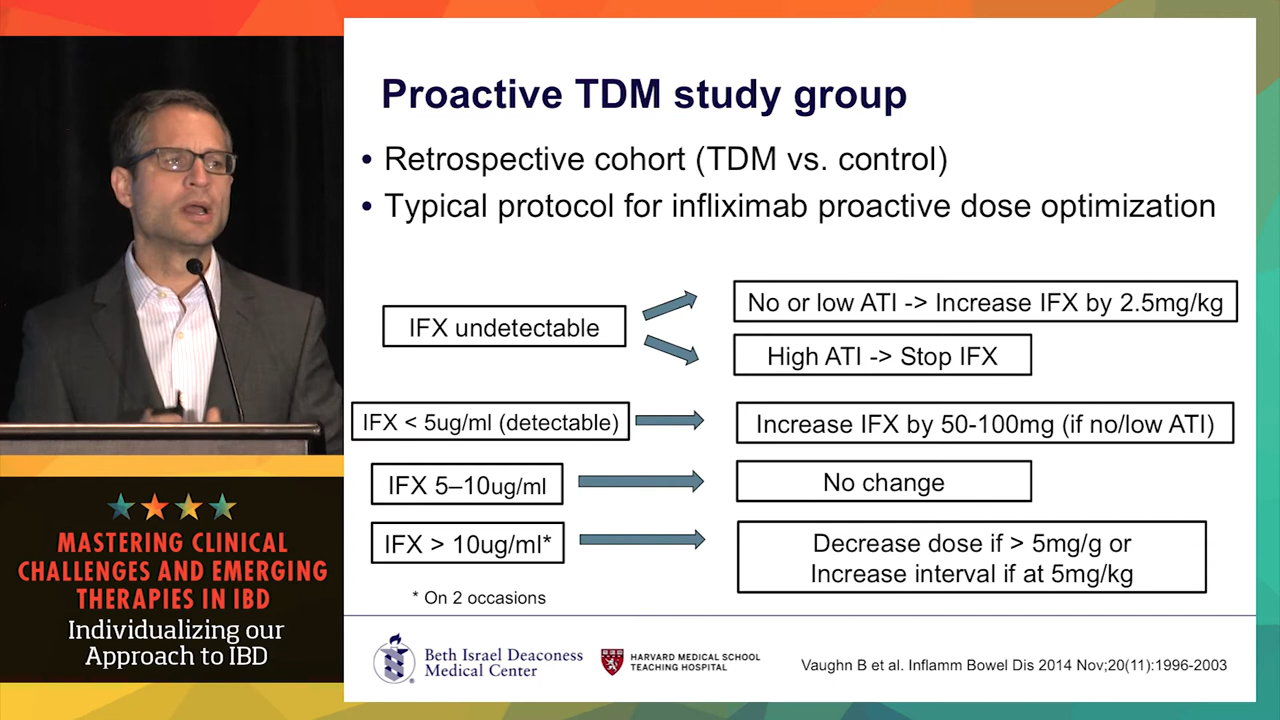 Proactive TDM study group
• Retrospective cohort (TDM vs. control)
• Typical protocol for infliximab proactive dose optimization
IFX undetectable
No or low ATI -> Increase IFX by 2.5mg/kg
High ATI -> Stop IFX
IFX < 5ug/ml (detectable)
Increase IFX by 50-100mg (if no/low ATI)
IFX 5–10ug/ml
No change
IFX > 10ug/ml*
Decrease dose if > 5mg/g or
Increase interval if at 5mg/kg
* On 2 occasions
MASTERING CLINICAL
CHALLENGES AND EMERGING
THERAPIES IN IBD
Individualizing our
Approach to IBD
Beth Israel Deaconess
Medical Center
HARVARD MEDICAL SCHOOL
TEACHING HOSPITAL
Vaughn B et al. Inflamm Bowel Dis 2014 Nov;20(11):1996-2003